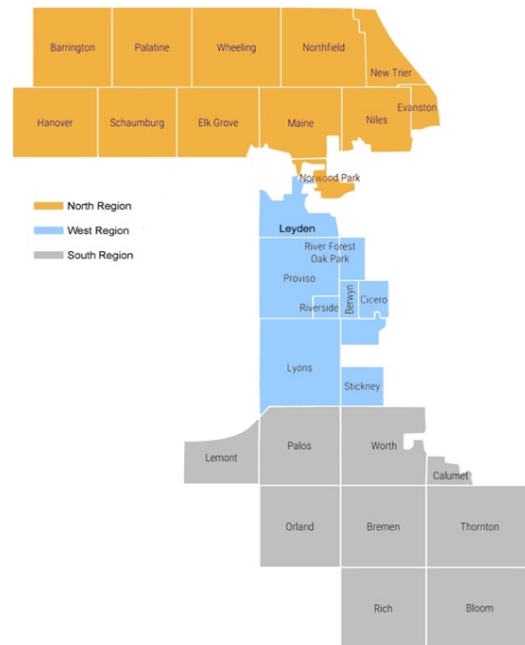 Barrington
Palatine
Wheeling
Northfield
New Trier
Evanston
Hanover
Schaumburg
Elk Grove
Maine
Niles
Norwood Park
North Region
West Region
South Region
Leyden
River Forest
Oak Park
Proviso
Berwyn
Cicero
Riverside
Lyons
Stickney
Lemont
Palos
Worth
Calumet
Orland
Bremen
Thornton
Rich
Bloom